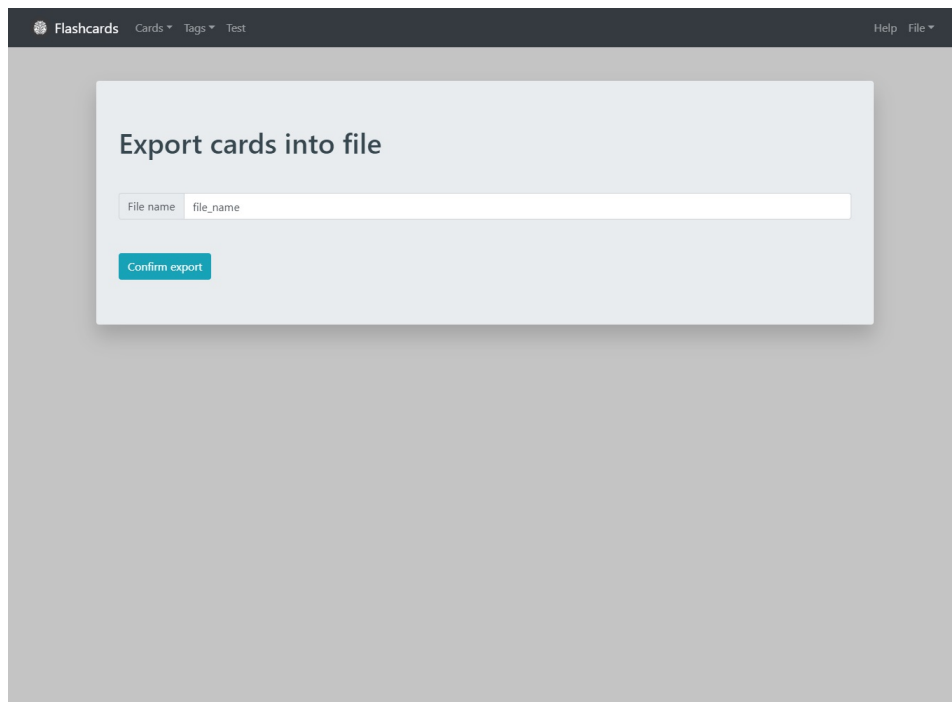 Flashcards Cards Tags Test Help File
Export cards into file
File name file_name
Confirm export